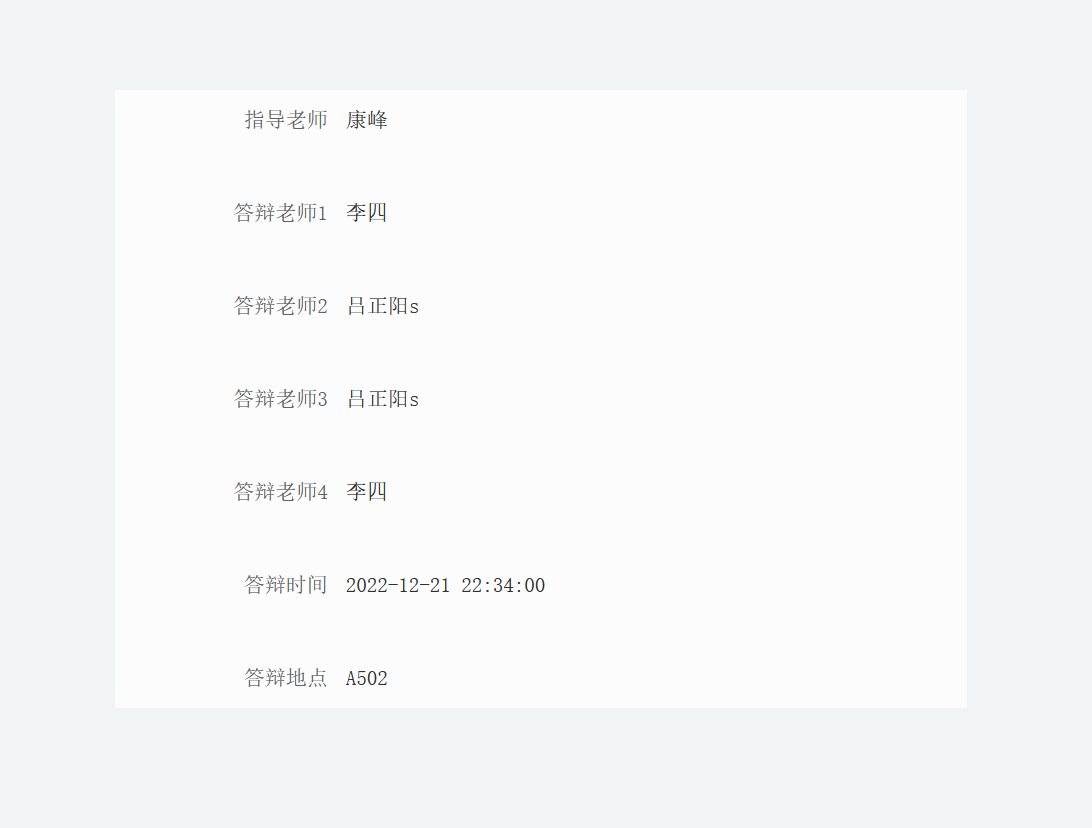 指导老师 康峰
答辩老师1 李四
答辩老师2 吕正阳s
答辩老师3 吕正阳s
答辩老师4 李四
答辩时间 2022-12-21 22:34:00
答辩地点 A502